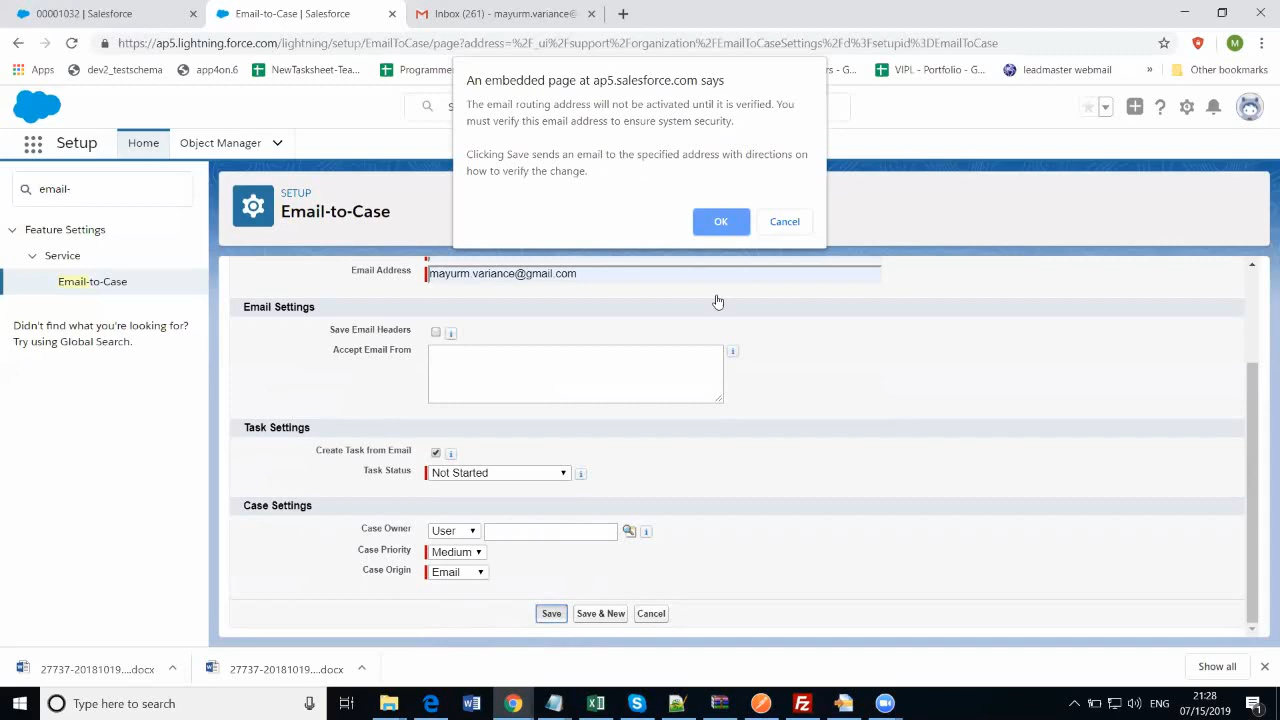 00001032 | Salesforce
Email-to-Case | Salesforce
Inbox (261) - mayurm.variance@
https://ap5.lightning.force.com/lightning/setup/EmailToCase/page?address=%2F_ui%2Fsupport%2Forganization%2FEmailToCaseSettings%2Fd%3Fsetupid%3DEmailToCase
Apps
dev2_testschema
app4on.6
NewTasksheet-Test...
Programme
G...
VIPL - Portfolio - G...
leadmaster webmail
Other bookmarks
An embedded page at ap5.salesforce.com says
The email routing address will not be activated until it is verified. You
must verify this email address to ensure system security.
Clicking Save sends an email to the specified address with directions on
how to verify the change.
OK
Cancel
S
Setup
Home
Object Manager
email-
Feature Settings
Service
Email-to-Case
Didn't find what you're looking for?
Try using Global Search.
SETUP
Email-to-Case
Email Address
mayurm.variance@gmail.com
Email Settings
Save Email Headers
Accept Email From
Task Settings
Create Task from Email
Task Status
Not Started
Case Settings
Case Owner
User
Case Priority
Medium
Case Origin
Email
Save
Save & New
Cancel
27737-20181019....docx
27737-20181019....docx
Show all
Type here to search
ENG
21:28
07/15/2019